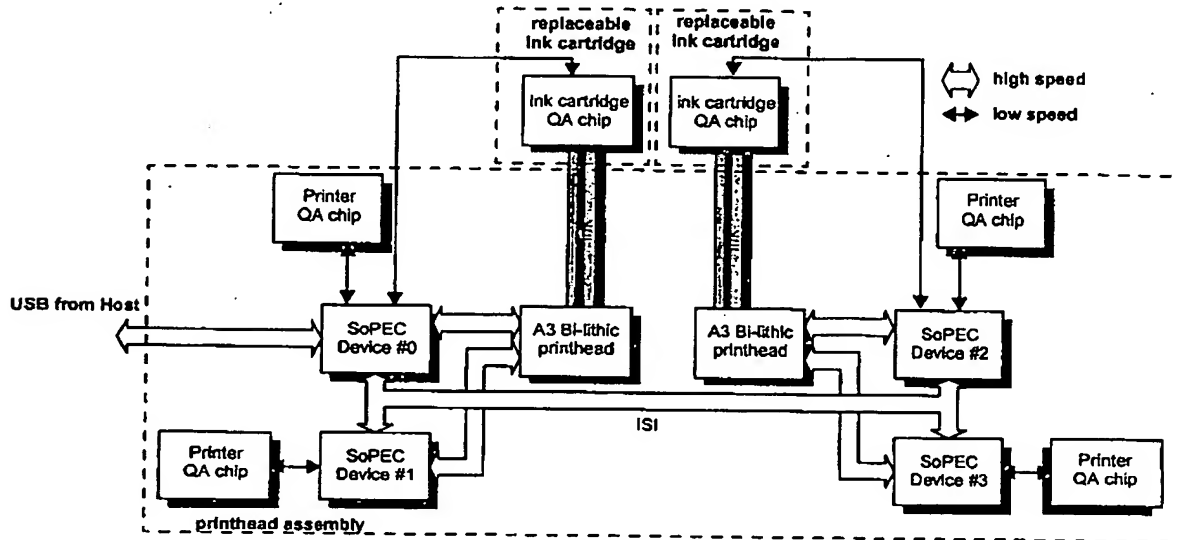 replaceable
Ink cartridge
replaceable
Ink cartridge
Ink cartridge
QA chip
ink cartridge
QA chip
high speed
low speed
Printer
QA chip
Printer
QA chip
USB from Host
SoPEC
Device #0
A3 Bi-lithic
printhead
A3 Bi-lithic
printhead
SoPEC
Device #2
ISI
Printer
QA chip
SoPEC
Device #1
SoPEC
Device #3
Printer
QA chip
printhead assembly